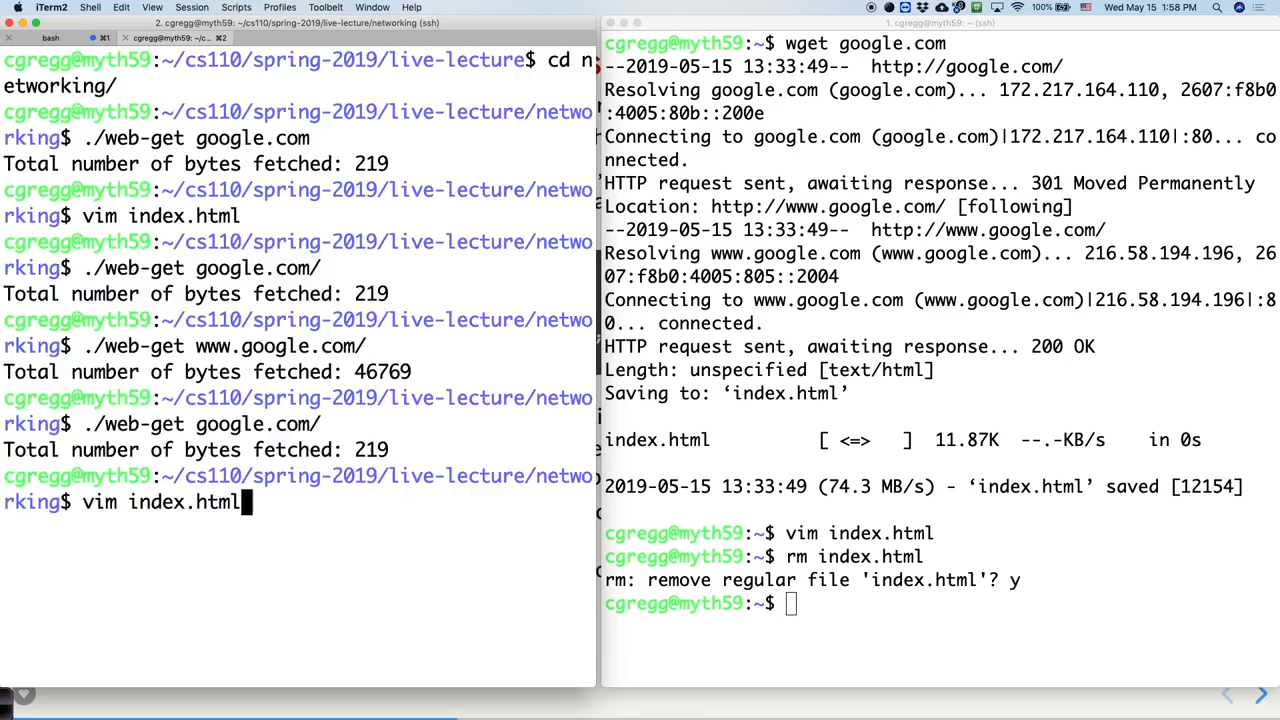 iTerm2 Shell Edit View Session Scripts Profiles Toolbelt Window Help 100% Wed May 15 1:58 PM
2. cgregg@myth59: ~/cs110/spring-2019/live-lecture/networking (ssh)
bash ⌘1 cgregg@myth59: ~/c... ⌘2
cgregg@myth59:~/cs110/spring-2019/live-lecture$ cd n
etworking/
cgregg@myth59:~/cs110/spring-2019/live-lecture/netwo
rking$ ./web-get google.com
Total number of bytes fetched: 219
cgregg@myth59:~/cs110/spring-2019/live-lecture/netwo
rking$ vim index.html
cgregg@myth59:~/cs110/spring-2019/live-lecture/netwo
rking$ ./web-get google.com/
Total number of bytes fetched: 219
cgregg@myth59:~/cs110/spring-2019/live-lecture/netwo
rking$ ./web-get www.google.com/
Total number of bytes fetched: 46769
cgregg@myth59:~/cs110/spring-2019/live-lecture/netwo
rking$ ./web-get google.com/
Total number of bytes fetched: 219
cgregg@myth59:~/cs110/spring-2019/live-lecture/netwo
rking$ vim index.html
1. cgregg@myth59: ~ (ssh)
cgregg@myth59:~$ wget google.com
--2019-05-15 13:33:49--  http://google.com/
Resolving google.com (google.com)... 172.217.164.110, 2607:f8b0
:4005:80b::200e
Connecting to google.com (google.com)|172.217.164.110|:80... co
nnected.
HTTP request sent, awaiting response... 301 Moved Permanently
Location: http://www.google.com/ [following]
--2019-05-15 13:33:49--  http://www.google.com/
Resolving www.google.com (www.google.com)... 216.58.194.196, 26
07:f8b0:4005:805::2004
Connecting to www.google.com (www.google.com)|216.58.194.196|:8
0... connected.
HTTP request sent, awaiting response... 200 OK
Length: unspecified [text/html]
Saving to: ‘index.html’
index.html [ <=> ] 11.87K --.-KB/s in 0s
2019-05-15 13:33:49 (74.3 MB/s) - ‘index.html’ saved [12154]
cgregg@myth59:~$ vim index.html
cgregg@myth59:~$ rm index.html
rm: remove regular file 'index.html'? y
cgregg@myth59:~$